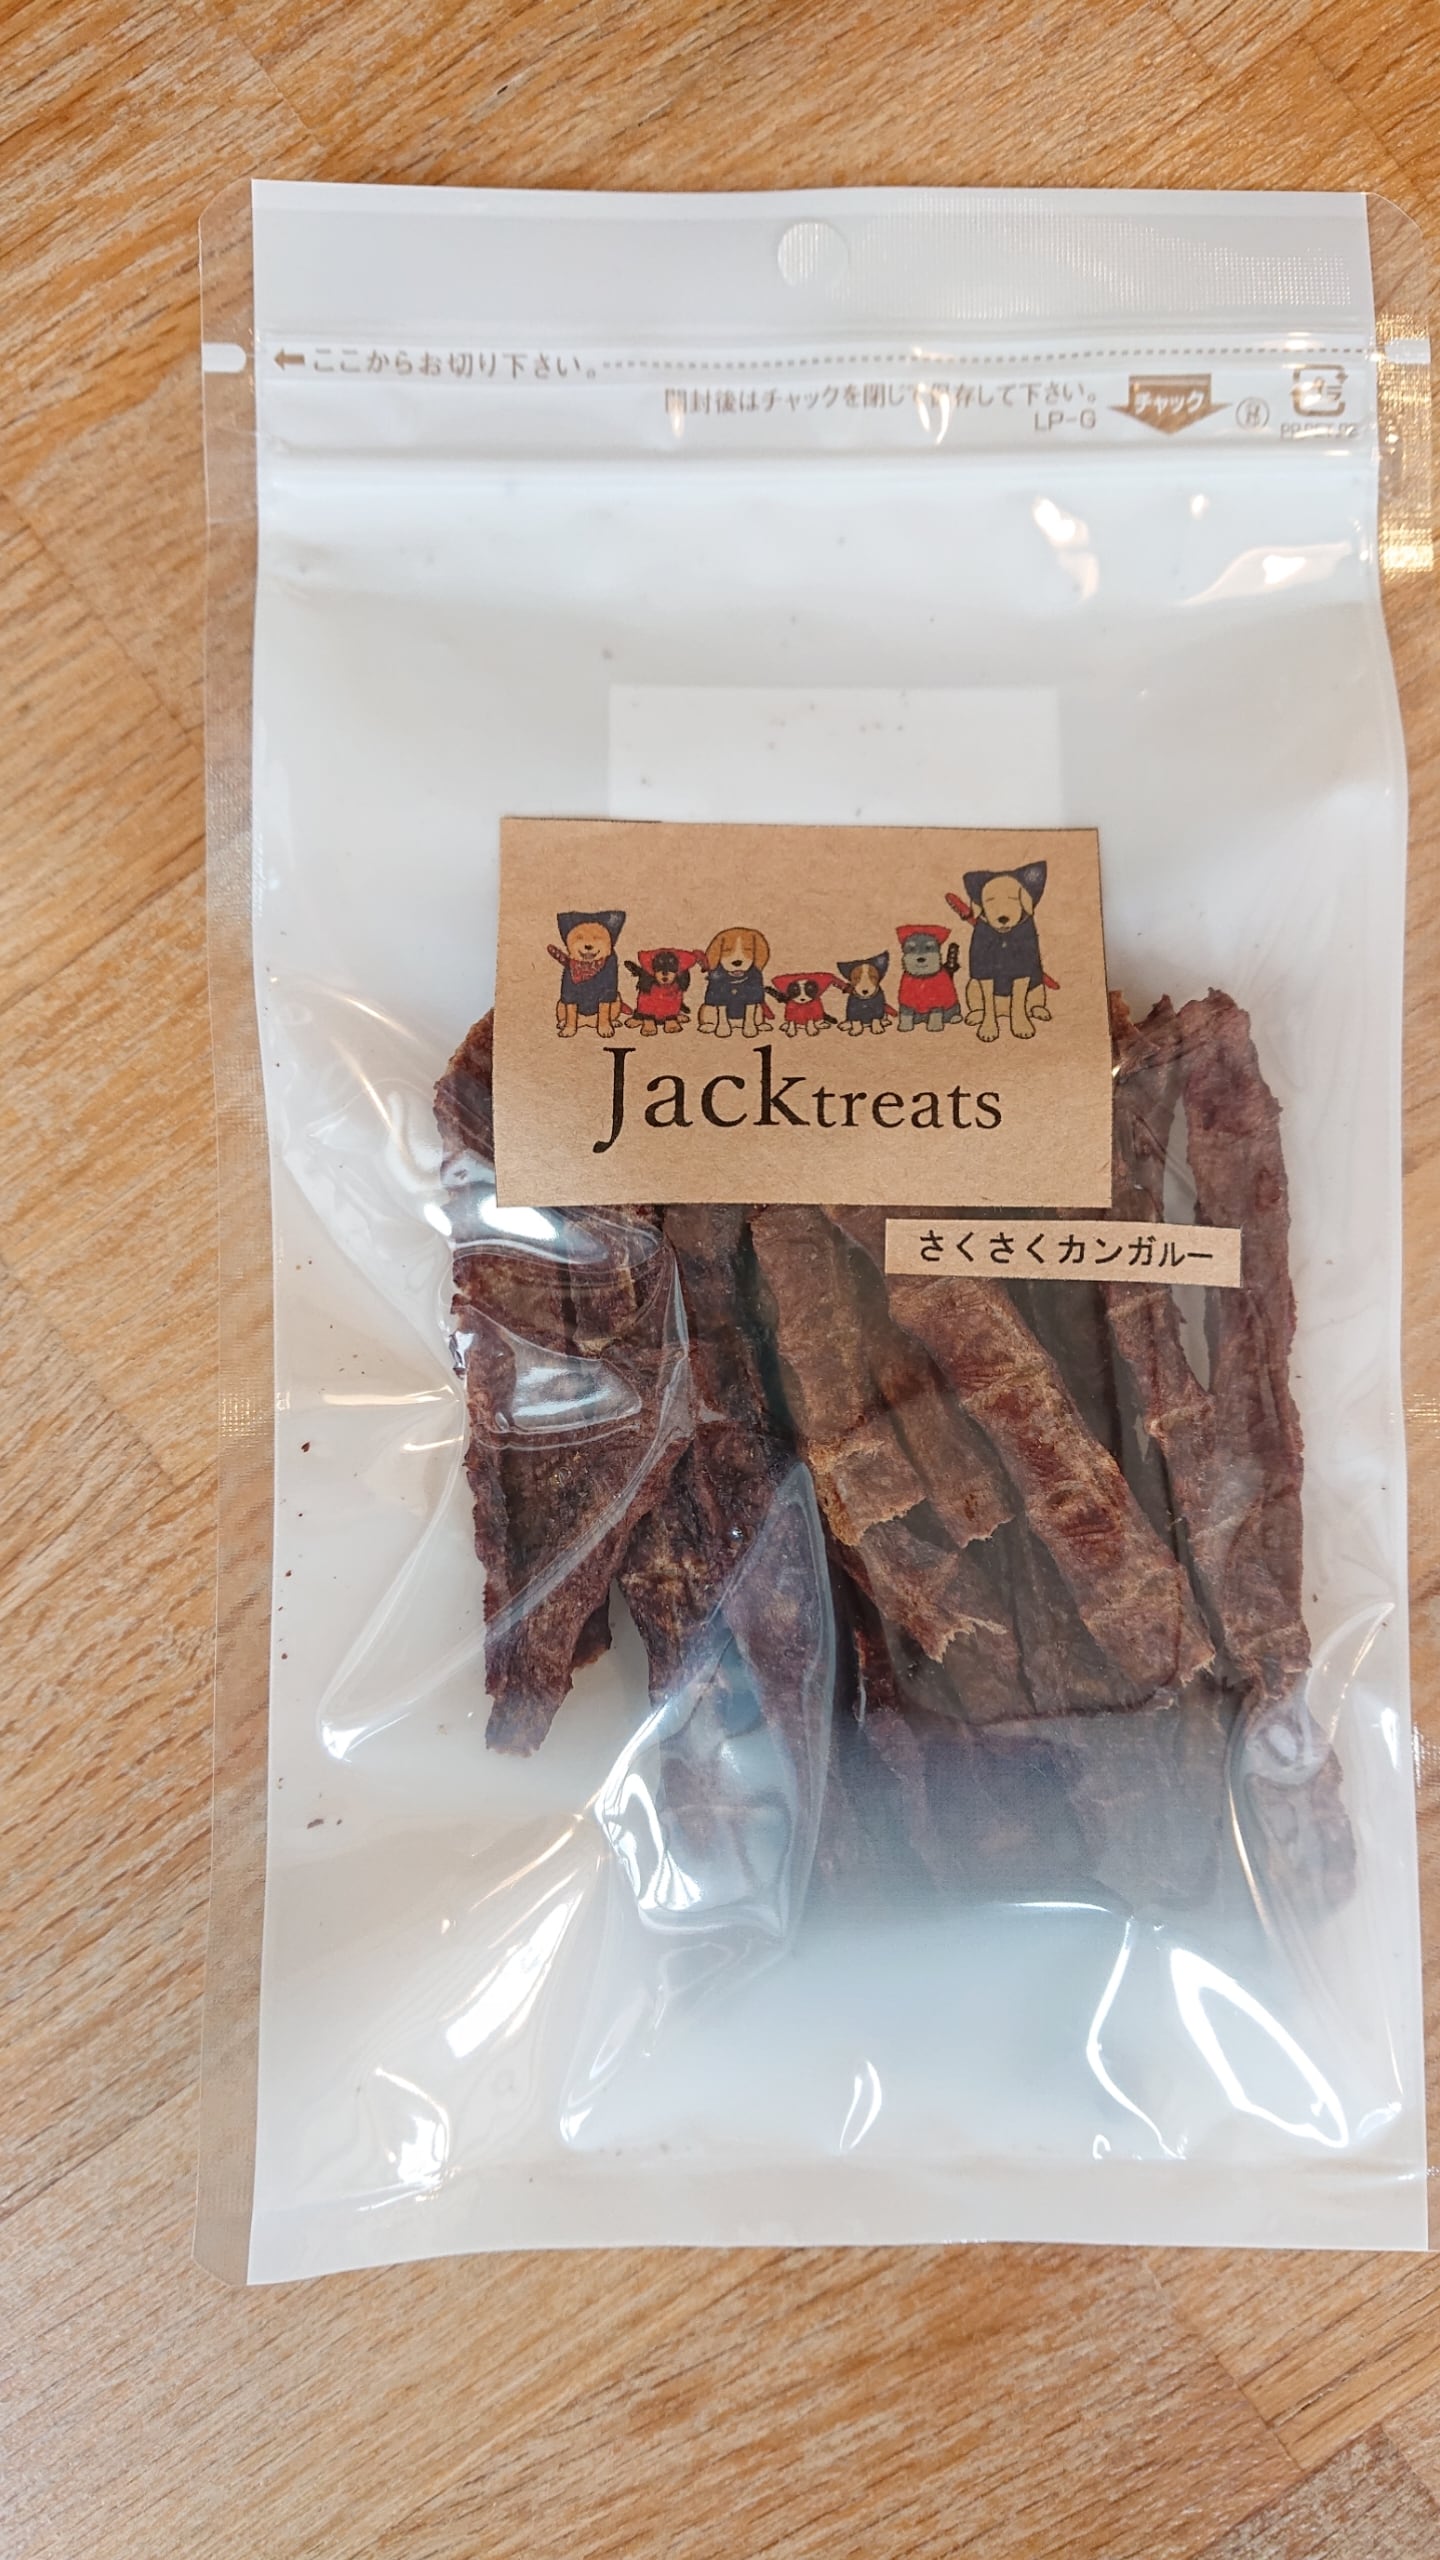 ここからお切り下さい。
開封後はチャックを閉じて保存して下さい。
LP-G
チャック
R
プラ
Jacktreats
さくさくカンガルー